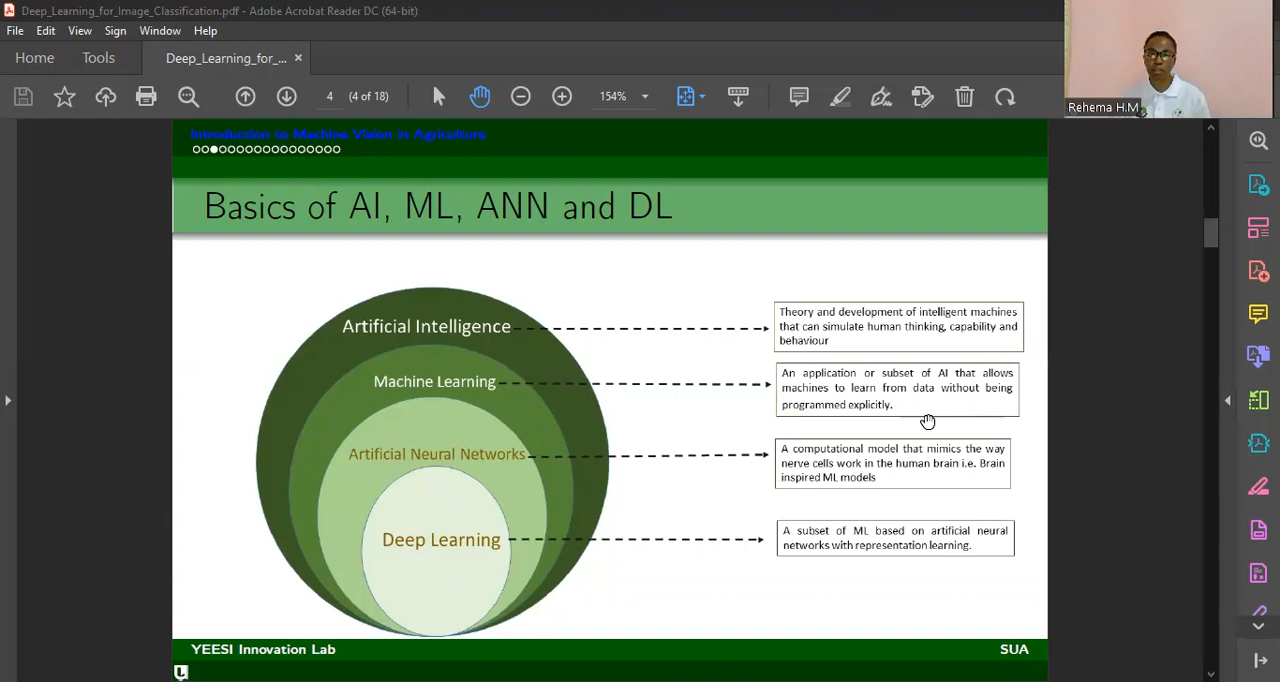 Deep_Learning_for_Image_Classification.pdf - Adobe Acrobat Reader DC (64-bit)
File Edit View Sign Window Help
Home Tools Deep_Learning_for_... ×
4 (4 of 18) 154%
Rehema H.M
Introduction to Machine Vision in Agriculture
Basics of AI, ML, ANN and DL
Artificial Intelligence
Theory and development of intelligent machines
that can simulate human thinking, capability and
behaviour
Machine Learning
An application or subset of AI that allows
machines to learn from data without being
programmed explicitly.
Artificial Neural Networks
A computational model that mimics the way
nerve cells work in the human brain i.e. Brain
inspired ML models
Deep Learning
A subset of ML based on artificial neural
networks with representation learning.
YEESI Innovation Lab SUA